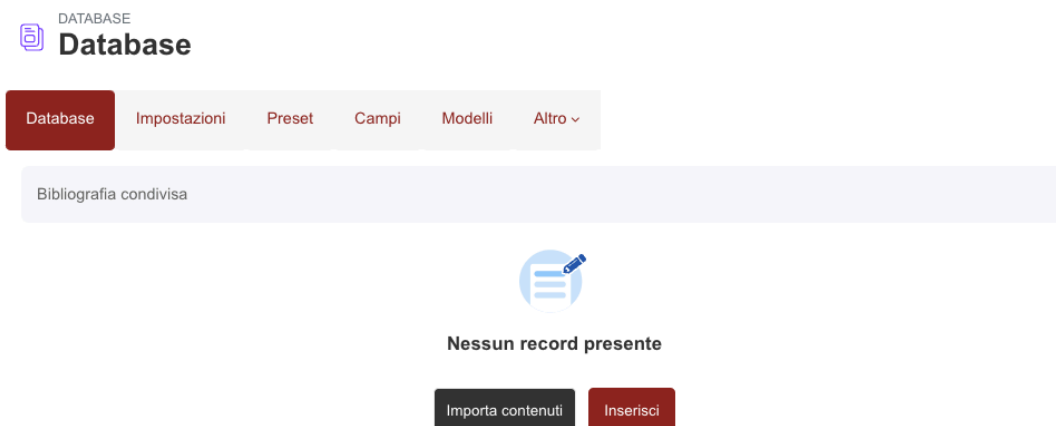 DATABASE
Database
Database Impostazioni Preset Campi Modelli Altro
Bibliografia condivisa
Nessun record presente
Importa contenuti Inserisci